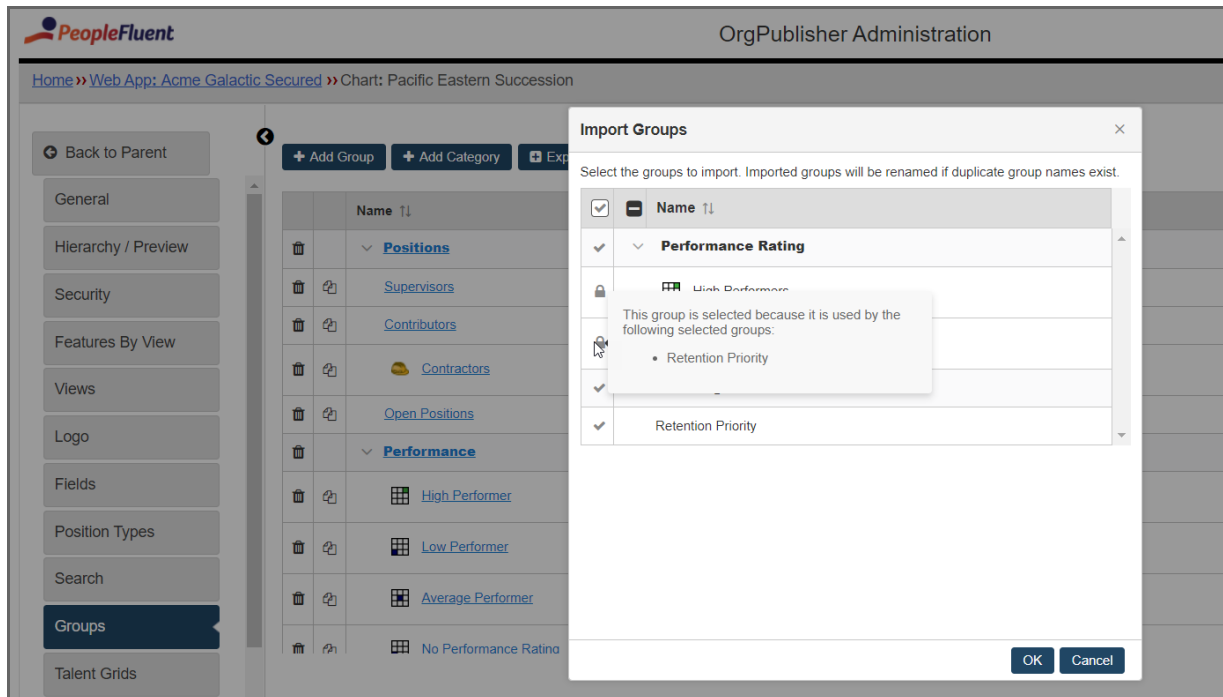 PeopleFluent
OrgPublisher Administration
Home » Web App: Acme Galactic Secured » Chart: Pacific Eastern Succession
Import Groups
Back to Parent
Add Group
Add Category
Select the groups to import. Imported groups will be renamed if duplicate group names exist.
General
Name
Name
Hierarchy / Preview
Positions
Performance Rating
Security
Supervisors
High Performers
This group is selected because it is used by the
following selected groups:
Features By View
Contributors
• Retention Priority
Views
Contractors
Logo
Open Positions
Retention Priority
Performance
Fields
High Performer
Position Types
Low Performer
Search
Average Performer
Groups
No Performance Rating
OK
Cancel
Talent Grids